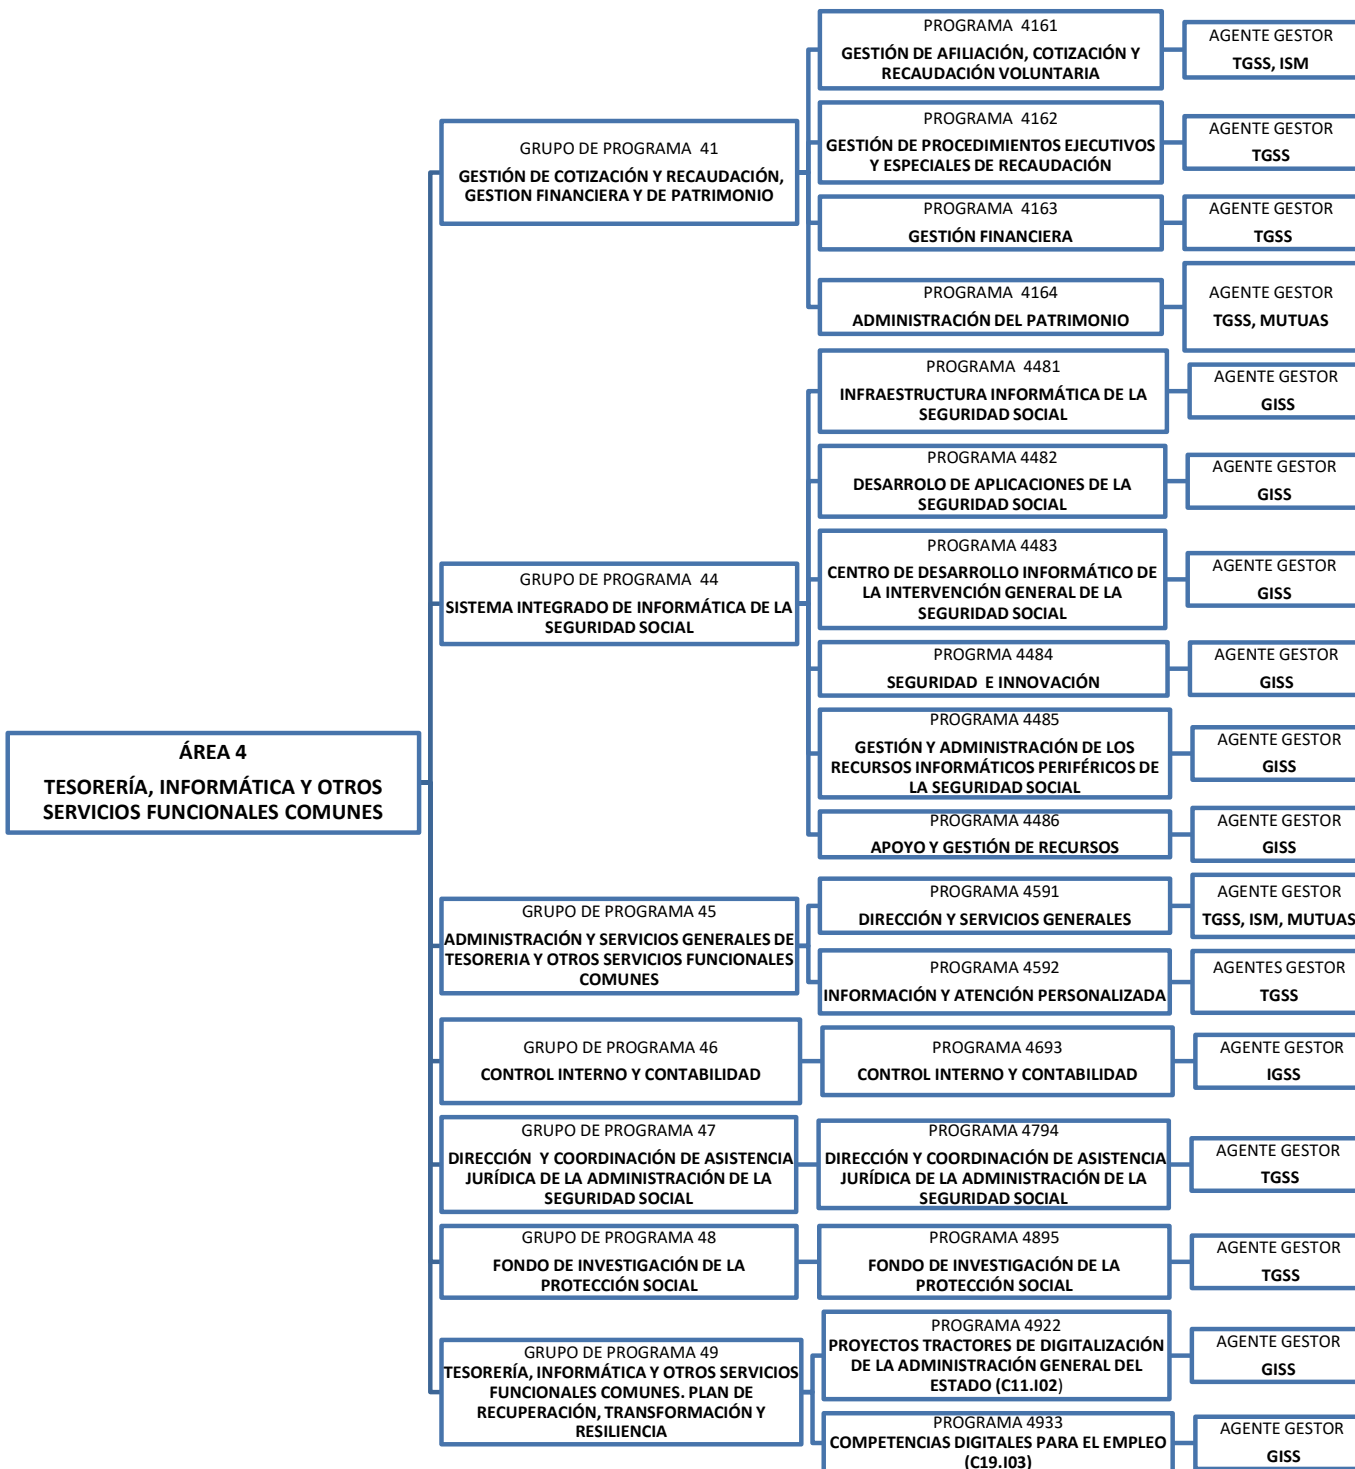 ÁREA 4
TESORERÍA, INFORMÁTICA Y OTROS
SERVICIOS FUNCIONALES COMUNES
GRUPO DE PROGRAMA 41
GESTIÓN DE COTIZACIÓN Y RECAUDACIÓN,
GESTION FINANCIERA Y DE PATRIMONIO
PROGRAMA 4161
GESTIÓN DE AFILIACIÓN, COTIZACIÓN Y
RECAUDACIÓN VOLUNTARIA
AGENTE GESTOR
TGSS, ISM
PROGRAMA 4162
GESTIÓN DE PROCEDIMIENTOS EJECUTIVOS
Y ESPECIALES DE RECAUDACIÓN
AGENTE GESTOR
TGSS
PROGRAMA 4163
GESTIÓN FINANCIERA
AGENTE GESTOR
TGSS
PROGRAMA 4164
ADMINISTRACIÓN DEL PATRIMONIO
AGENTE GESTOR
TGSS, MUTUAS
GRUPO DE PROGRAMA 44
SISTEMA INTEGRADO DE INFORMÁTICA DE LA
SEGURIDAD SOCIAL
PROGRAMA 4481
INFRAESTRUCTURA INFORMÁTICA DE LA
SEGURIDAD SOCIAL
AGENTE GESTOR
GISS
PROGRAMA 4482
DESARROLO DE APLICACIONES DE LA
SEGURIDAD SOCIAL
AGENTE GESTOR
GISS
PROGRAMA 4483
CENTRO DE DESARROLLO INFORMÁTICO DE
LA INTERVENCIÓN GENERAL DE LA
SEGURIDAD SOCIAL
AGENTE GESTOR
GISS
PROGRMA 4484
SEGURIDAD E INNOVACIÓN
AGENTE GESTOR
GISS
PROGRAMA 4485
GESTIÓN Y ADMINISTRACIÓN DE LOS
RECURSOS INFORMÁTICOS PERIFÉRICOS DE
LA SEGURIDAD SOCIAL
AGENTE GESTOR
GISS
PROGRAMA 4486
APOYO Y GESTIÓN DE RECURSOS
AGENTE GESTOR
GISS
GRUPO DE PROGRAMA 45
ADMINISTRACIÓN Y SERVICIOS GENERALES DE
TESORERIA Y OTROS SERVICIOS FUNCIONALES
COMUNES
PROGRAMA 4591
DIRECCIÓN Y SERVICIOS GENERALES
AGENTE GESTOR
TGSS, ISM, MUTUAS
PROGRAMA 4592
INFORMACIÓN Y ATENCIÓN PERSONALIZADA
AGENTES GESTOR
TGSS
GRUPO DE PROGRAMA 46
CONTROL INTERNO Y CONTABILIDAD
PROGRAMA 4693
CONTROL INTERNO Y CONTABILIDAD
AGENTE GESTOR
IGSS
GRUPO DE PROGRAMA 47
DIRECCIÓN Y COORDINACIÓN DE ASISTENCIA
JURÍDICA DE LA ADMINISTRACIÓN DE LA
SEGURIDAD SOCIAL
PROGRAMA 4794
DIRECCIÓN Y COORDINACIÓN DE ASISTENCIA
JURÍDICA DE LA ADMINISTRACIÓN DE LA
SEGURIDAD SOCIAL
AGENTE GESTOR
TGSS
GRUPO DE PROGRAMA 48
FONDO DE INVESTIGACIÓN DE LA
PROTECCIÓN SOCIAL
PROGRAMA 4895
FONDO DE INVESTIGACIÓN DE LA
PROTECCIÓN SOCIAL
AGENTE GESTOR
TGSS
GRUPO DE PROGRAMA 49
TESORERÍA, INFORMÁTICA Y OTROS SERVICIOS
FUNCIONALES COMUNES. PLAN DE
RECUPERACIÓN, TRANSFORMACIÓN Y
RESILIENCIA
PROGRAMA 4922
PROYECTOS TRACTORES DE DIGITALIZACIÓN
DE LA ADMINISTRACIÓN GENERAL DEL
ESTADO (C11.I02)
AGENTE GESTOR
GISS
PROGRAMA 4933
COMPETENCIAS DIGITALES PARA EL EMPLEO
(C19.I03)
AGENTE GESTOR
GISS